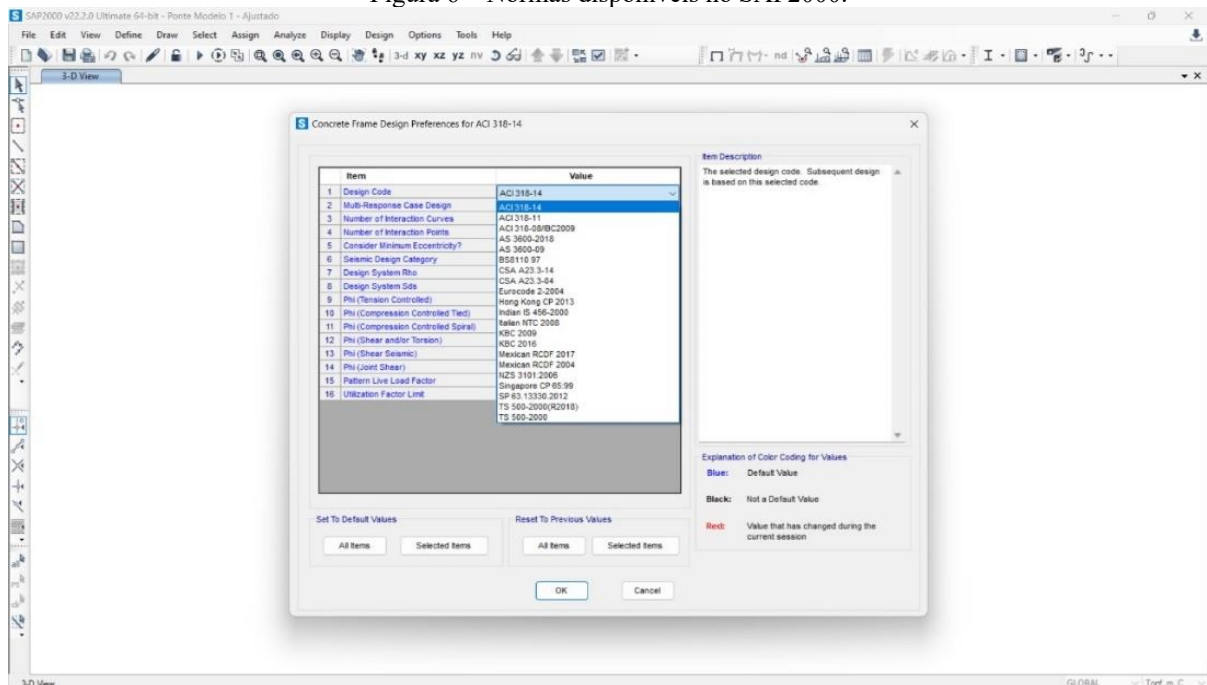 Figura 6 – Normas disponíveis no SAP2000.
SAP2000 v22.2.0 Ultimate 64-bit - Ponte Modelo 1 - Ajustado
File Edit View Define Draw Select Assign Analyze Display Design Options Tools Help
3-d xy xz yz nv
nd
3-D View
Concrete Frame Design Preferences for ACI 318-14
Item Value
1 Design Code ACI 318-14
2 Multi-Response Case Design
3 Number of Interaction Curves
4 Number of Interaction Points
5 Consider Minimum Eccentricity?
6 Seismic Design Category
7 Design System Rho
8 Design System Sds
9 Phi (Tension Controlled)
10 Phi (Compression Controlled Tied)
11 Phi (Compression Controlled Spiral)
12 Phi (Shear and/or Torsion)
13 Phi (Shear Seismic)
14 Phi (Joint Shear)
15 Pattern Live Load Factor
16 Utilization Factor Limit
ACI 318-14
ACI 318-11
ACI 318-08/IBC2009
AS 3600-2018
AS 3600-09
BS8110 97
CSA A23.3-14
CSA A23.3-04
Eurocode 2-2004
Hong Kong CP 2013
Indian IS 456-2000
Italian NTC 2008
KBC 2009
KBC 2016
Mexican RCDF 2017
Mexican RCDF 2004
NZS 3101:2006
Singapore CP 65:99
SP 63.13330.2012
TS 500-2000(R2018)
TS 500-2000
Item Description
The selected design code. Subsequent design
is based on this selected code.
Explanation of Color Coding for Values
Blue: Default Value
Black: Not a Default Value
Red: Value that has changed during the
current session
Set To Default Values
All Items Selected Items
Reset To Previous Values
All Items Selected Items
OK Cancel
3-D View
GLOBAL Tonf, m, C